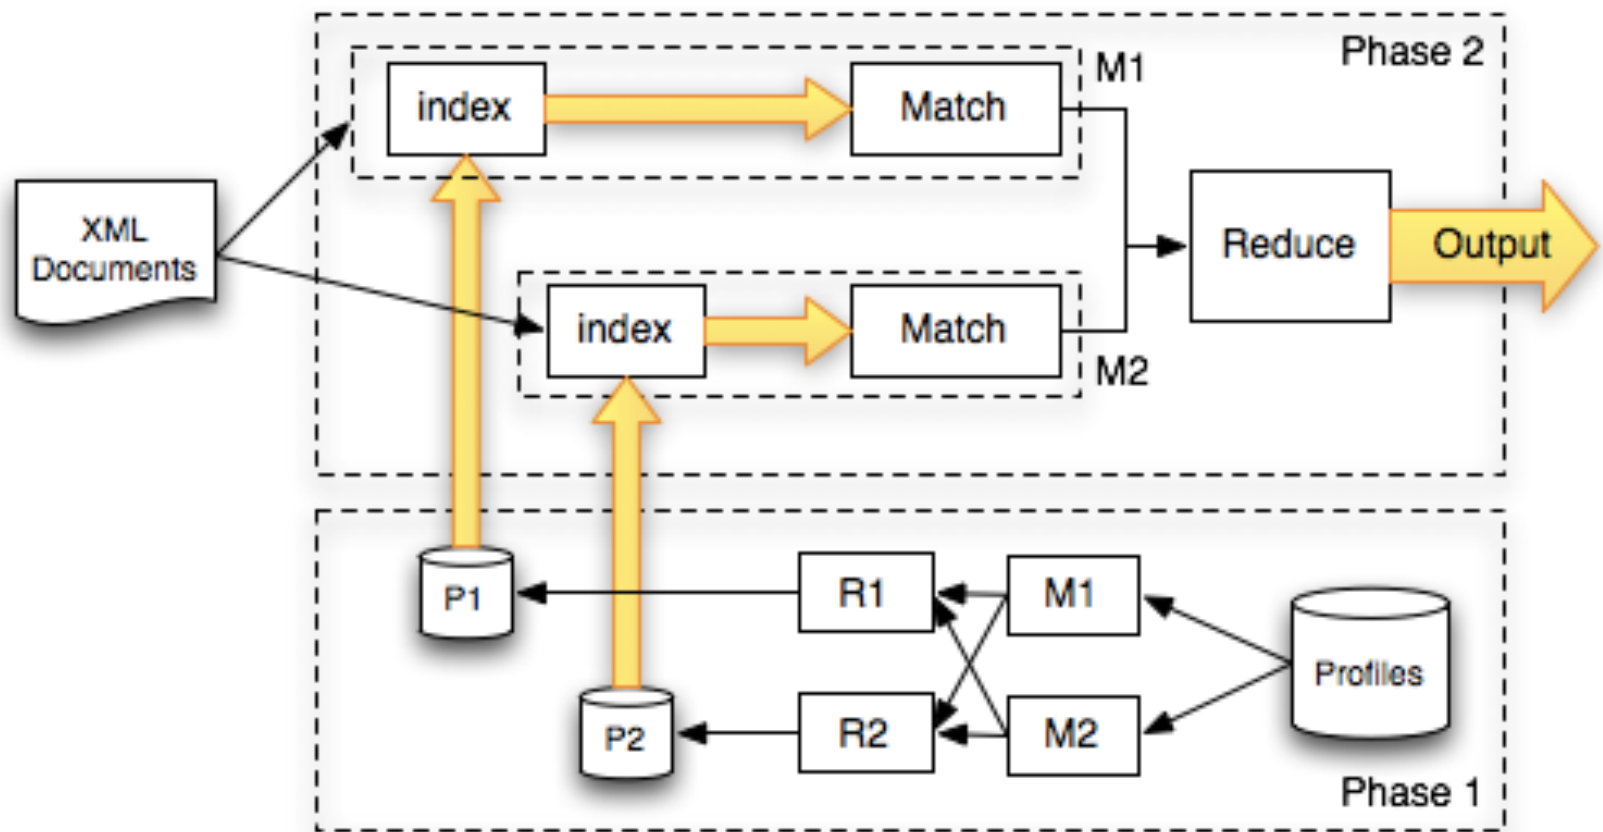 Phase 2
M1
index
Match
XML
Documents
Reduce
Output
index
Match
M2
P1
R1
M1
Profiles
P2
R2
M2
Phase 1